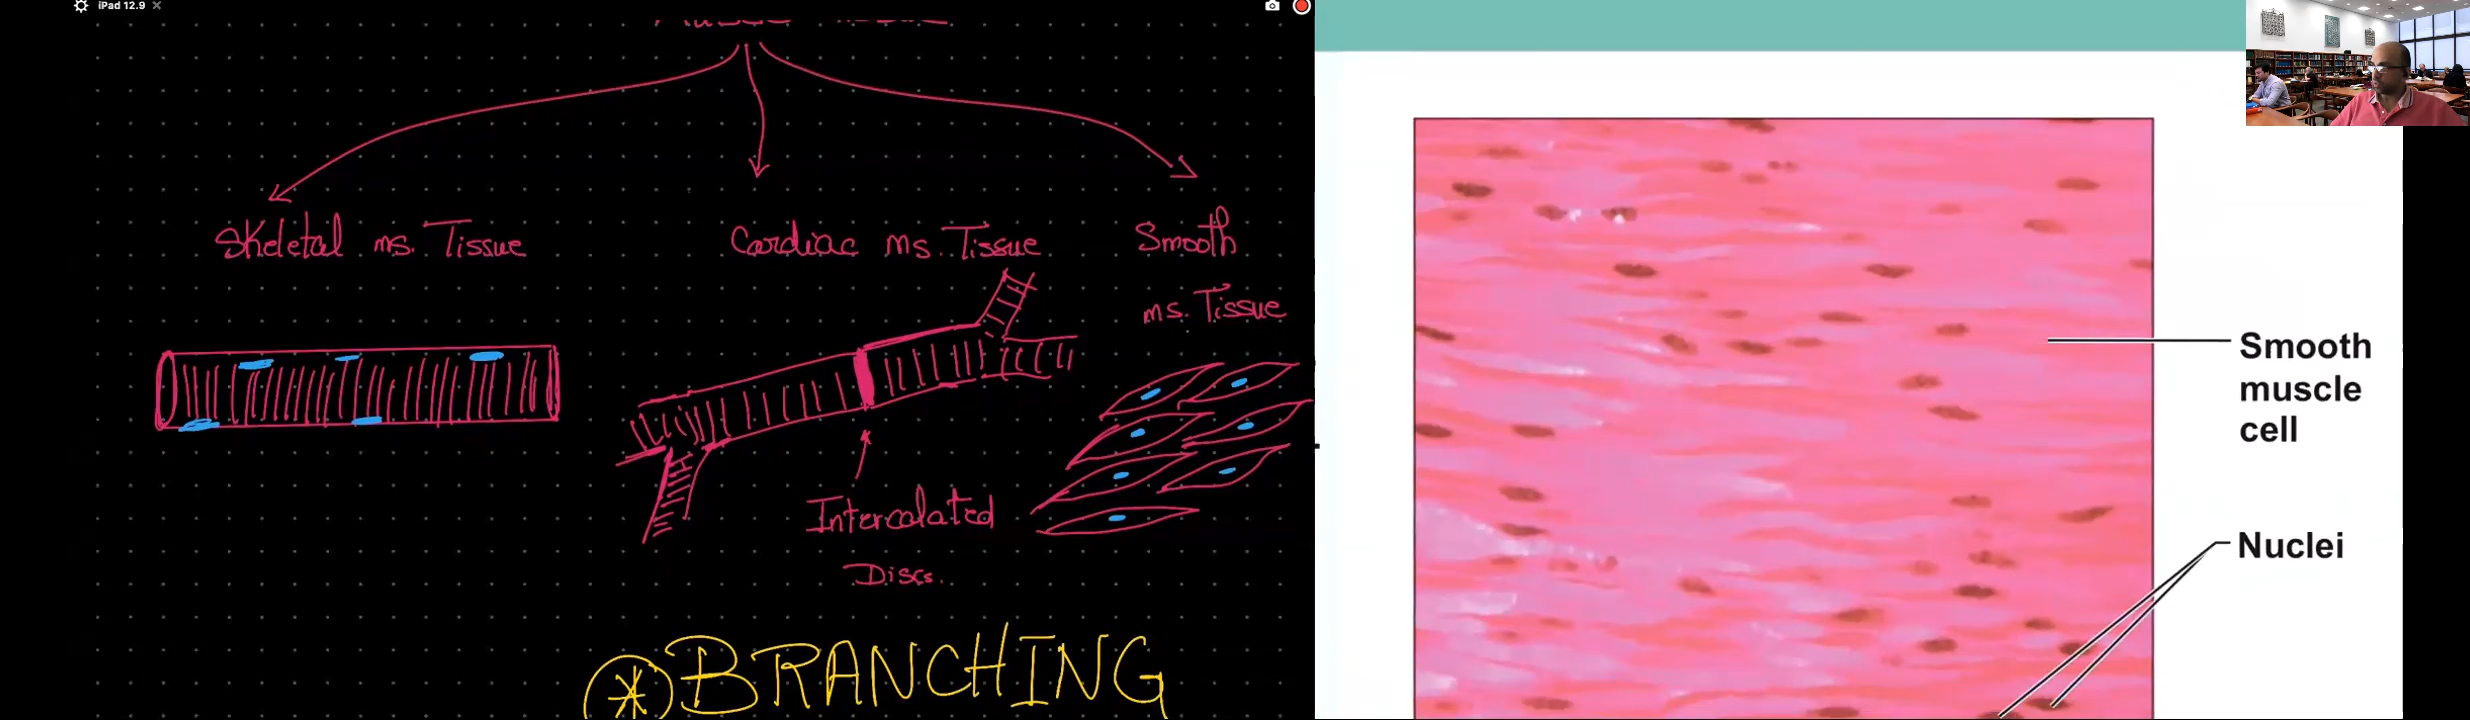 iPad 12.9
Skeletal ms. Tissue
Cardiac ms. Tissue
Smooth
ms. Tissue
Intercalated
Discs.
* BRANCHING
Smooth
muscle
cell
Nuclei